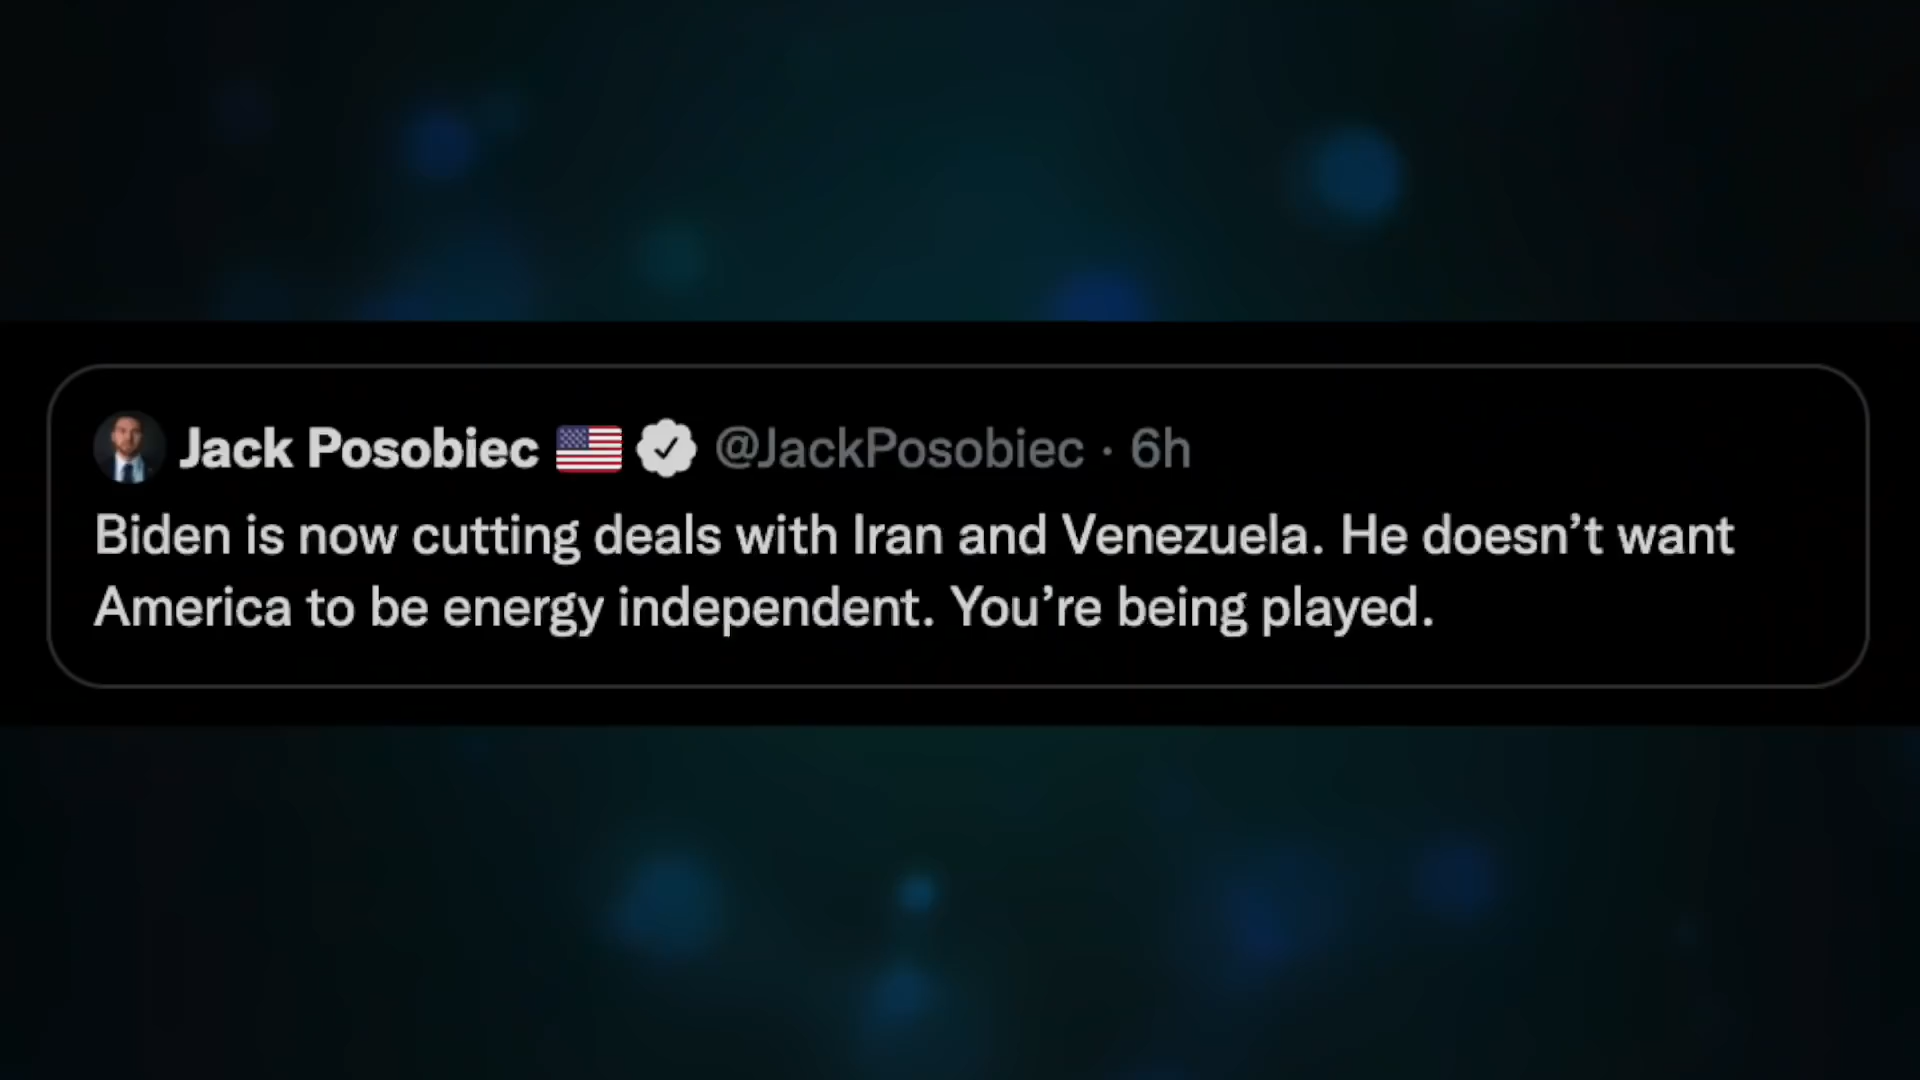 Jack Posobiec 🇺🇸 @JackPosobiec · 6h
Biden is now cutting deals with Iran and Venezuela. He doesn’t want
America to be energy independent. You’re being played.